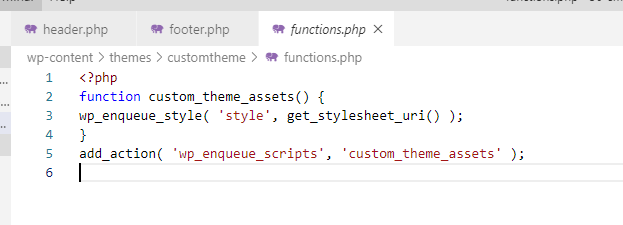 header.php footer.php functions.php
wp-content themes customtheme functions.php
1 <?php
2 function custom_theme_assets() {
3 wp_enqueue_style( 'style', get_stylesheet_uri() );
4 }
5 add_action( 'wp_enqueue_scripts', 'custom_theme_assets' );
6